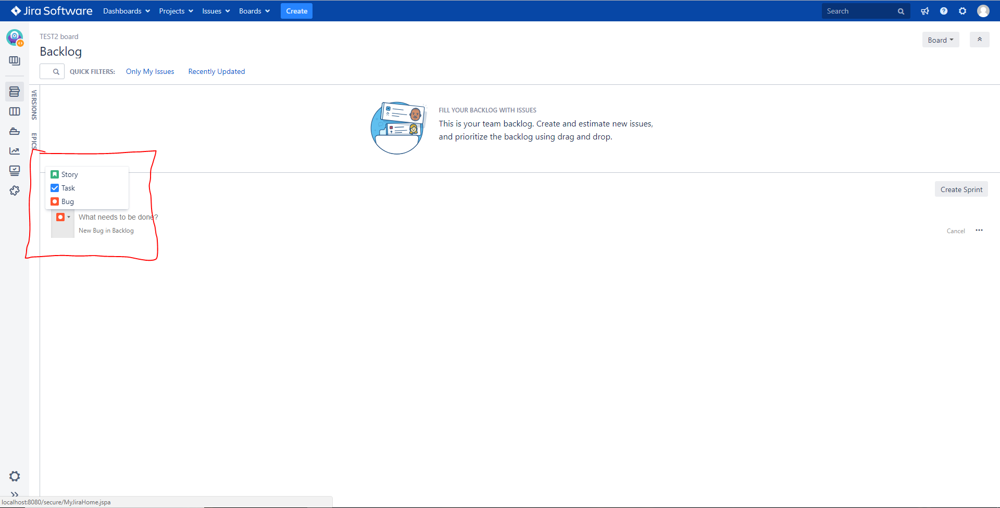 Jira Software Dashboards Projects Issues Boards Create Search
TEST2 board
Backlog
Board
QUICK FILTERS: Only My Issues Recently Updated
VERSIONS
EPICS
FILL YOUR BACKLOG WITH ISSUES
This is your team backlog. Create and estimate new issues,
and prioritize the backlog using drag and drop.
Story
Task
Bug
Create Sprint
What needs to be done?
New Bug in Backlog
Cancel
localhost:8080/secure/MyJiraHome.jspa